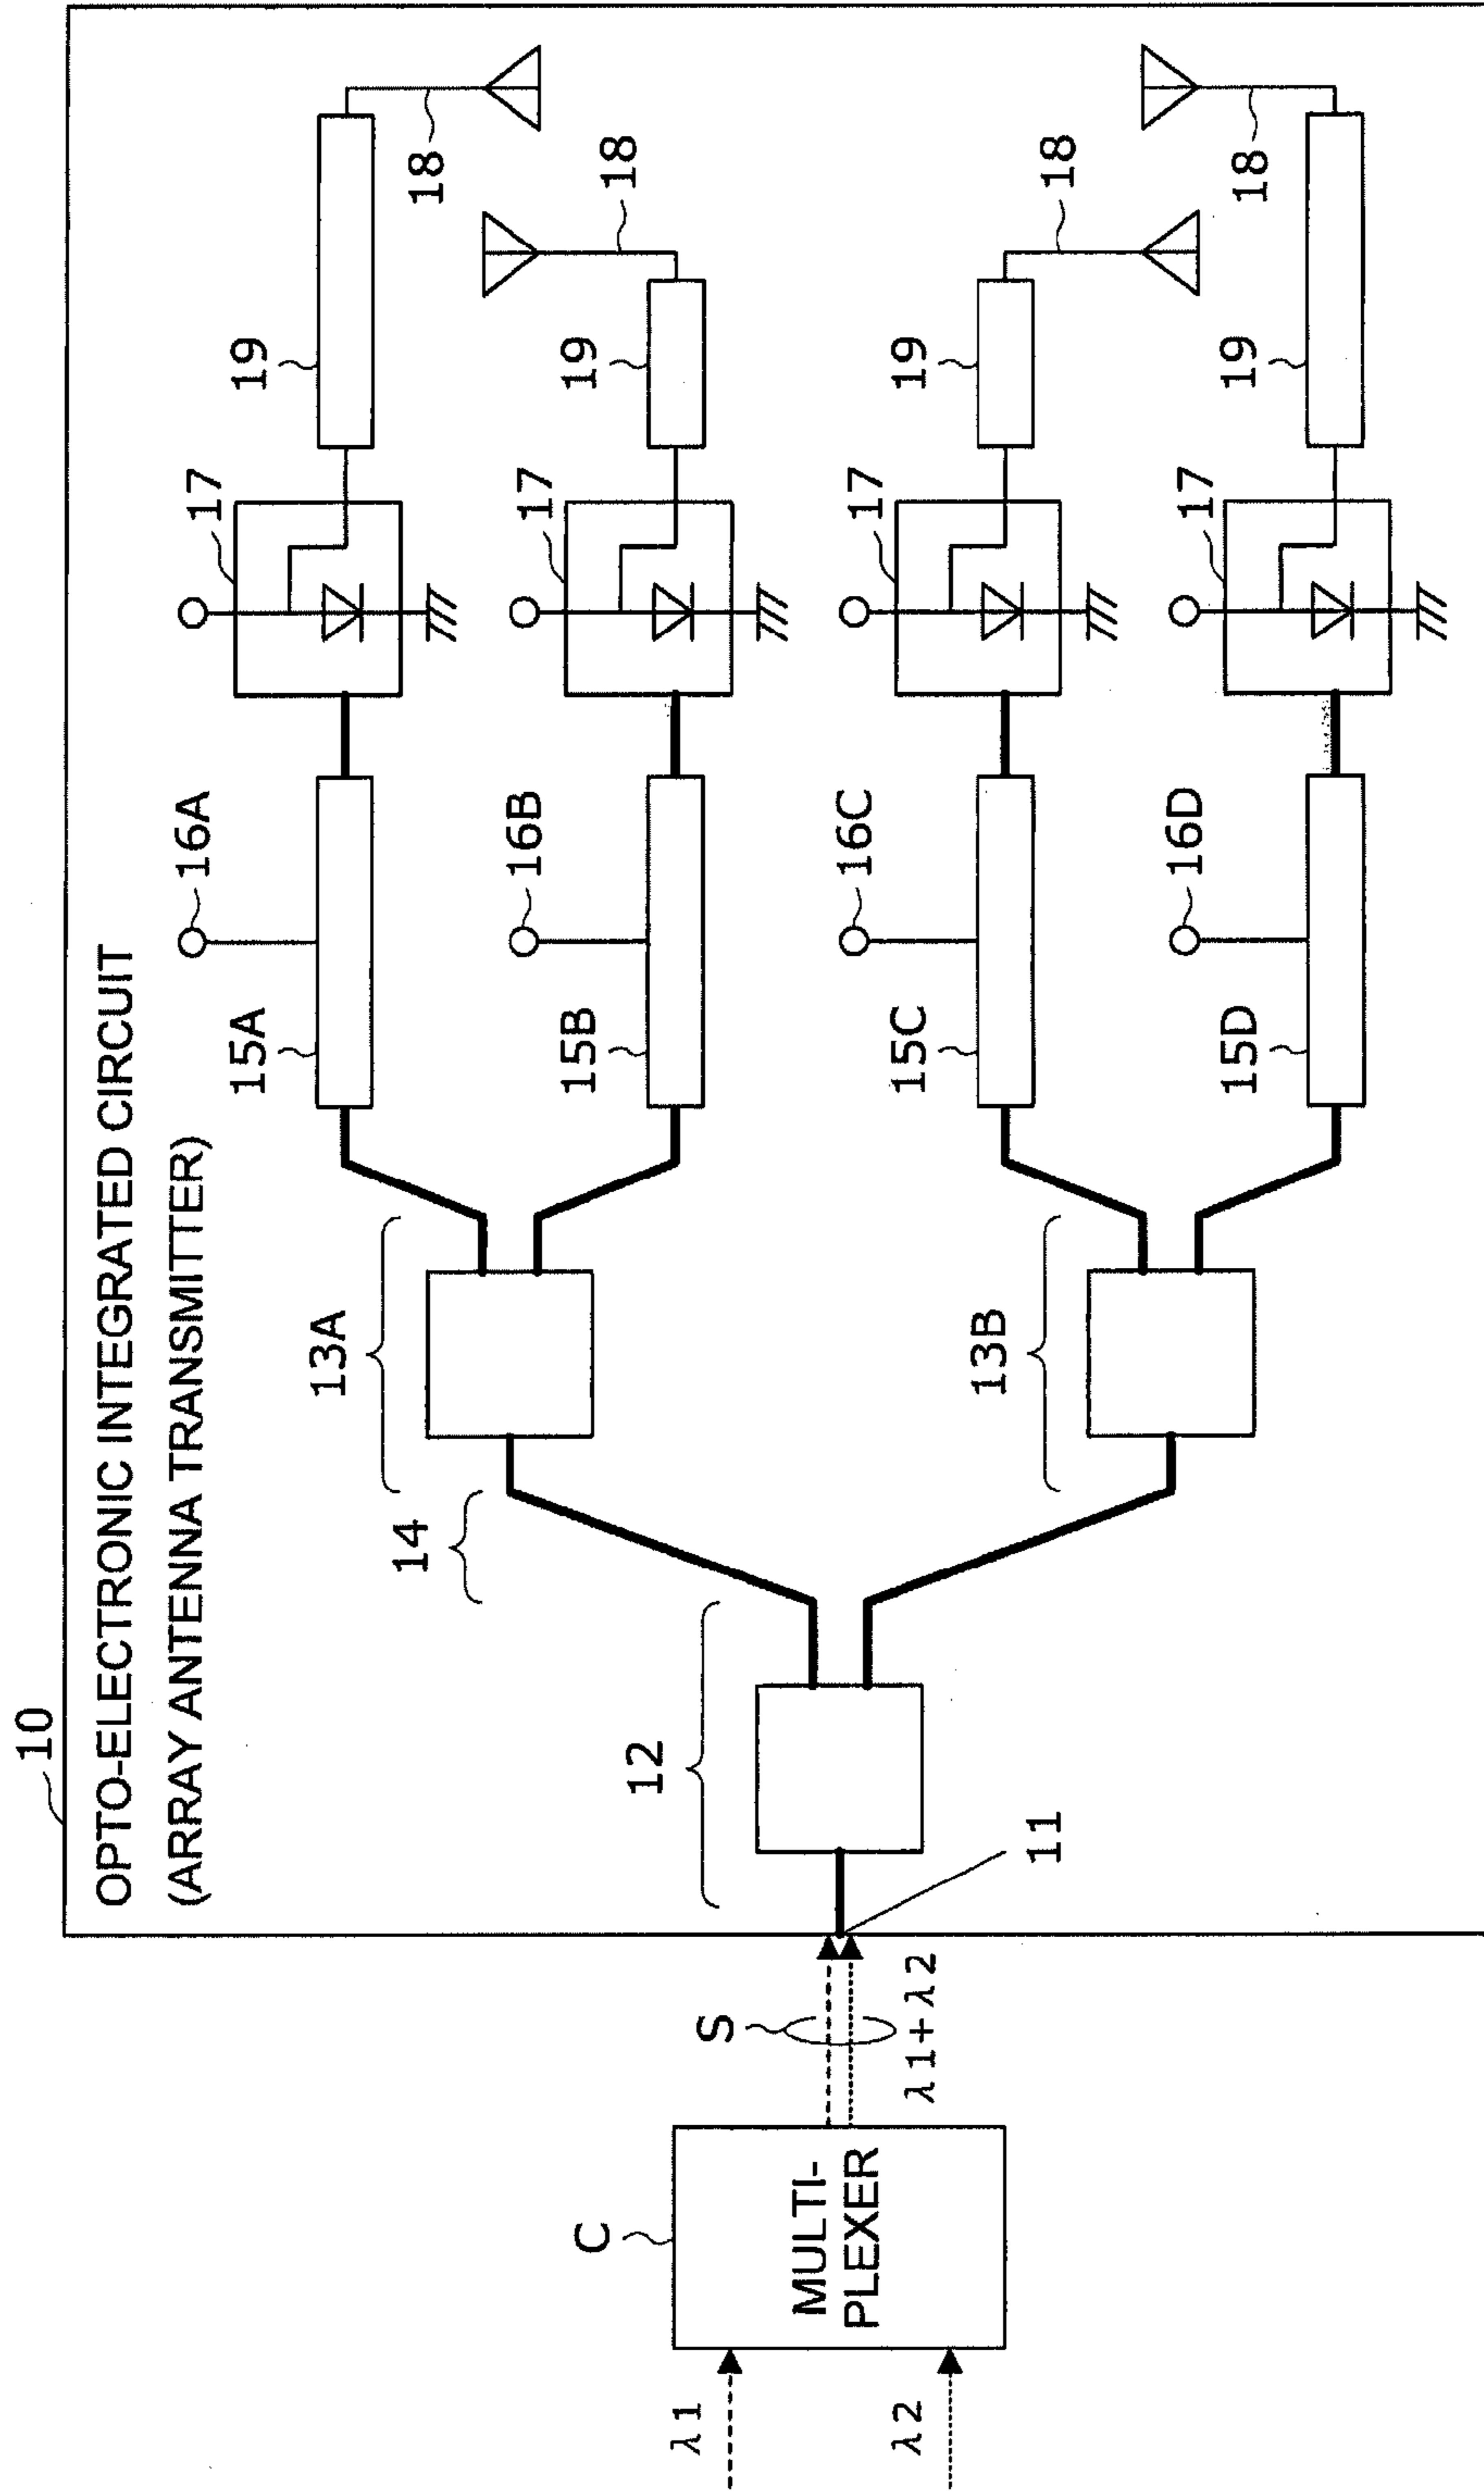 10
OPTO-ELECTRONIC INTEGRATED CIRCUIT
(ARRAY ANTENNA TRANSMITTER)
λ1
λ2
C
MULTI-
PLEXER
S
λ1+λ2
11
12
14
13A
13B
15A
16A
17
19
18
15B
16B
17
19
18
15C
16C
17
19
18
15D
16D
17
19
18